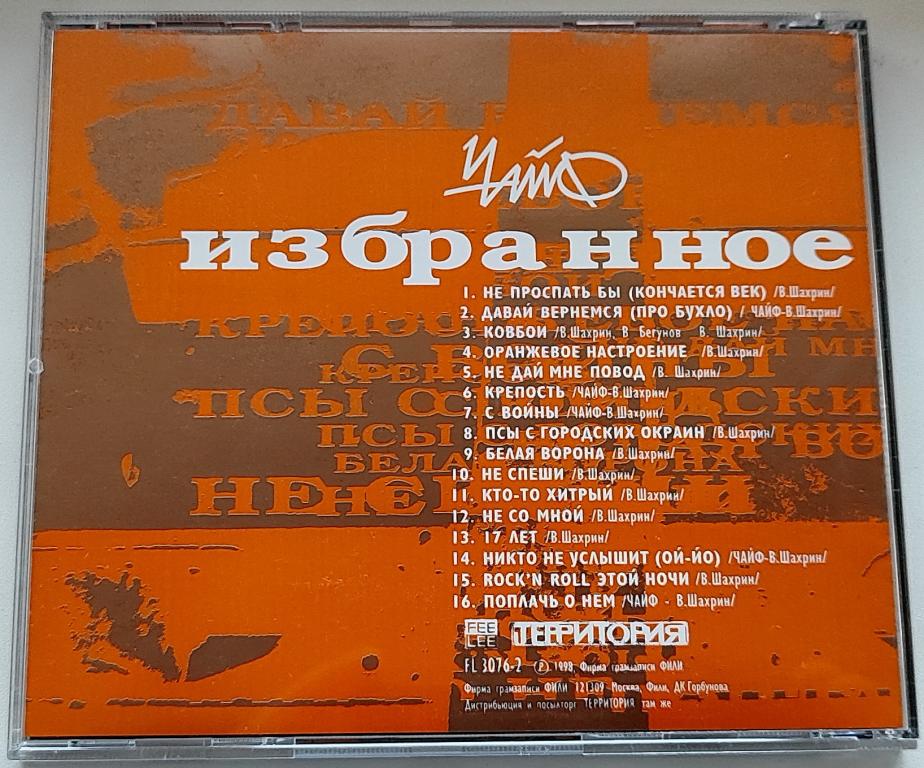 ЧАЙФ
избранное
1. НЕ ПРОСПАТЬ БЫ (КОНЧАЕТСЯ ВЕК) /В.Шахрин/
2. ДАВАЙ ВЕРНЕМСЯ (ПРО БУХЛО) / ЧАЙФ-В.Шахрин/
3. КОВБОИ /В.Шахрин, В Бегунов В. Шахрин/
4. ОРАНЖЕВОЕ НАСТРОЕНИЕ /В.Шахрин/
5. НЕ ДАЙ МНЕ ПОВОД /В. Шахрин/
6. КРЕПОСТЬ /ЧАЙФ-В.Шахрин/
7. С ВОЙНЫ /ЧАЙФ-В.Шахрин/
8. ПСЫ С ГОРОДСКИХ ОКРАИН /В.Шахрин/
9. БЕЛАЯ ВОРОНА /В.Шахрин/
10. НЕ СПЕШИ /В.Шахрин/
11. КТО-ТО ХИТРЫЙ /В.Шахрин/
12. НЕ СО МНОЙ /В.Шахрин/
13. 17 ЛЕТ /В.Шахрин/
14. НИКТО НЕ УСЛЫШИТ (ОЙ-ЙО) /ЧАЙФ-В.Шахрин/
15. ROCK'N ROLL ЭТОЙ НОЧИ /В.Шахрин/
16. ПОПЛАЧЬ О НЕМ /ЧАЙФ - В.Шахрин/
FEE LEE ТЕРРИТОРИЯ
FL 3076-2 ℗ 1998 Фирма грамзаписи ФИЛИ
Фирма грамзаписи ФИЛИ 121309 Москва, Фили, ДК Горбунова
Дистрибьюция и посылторг ТЕРРИТОРИЯ там же